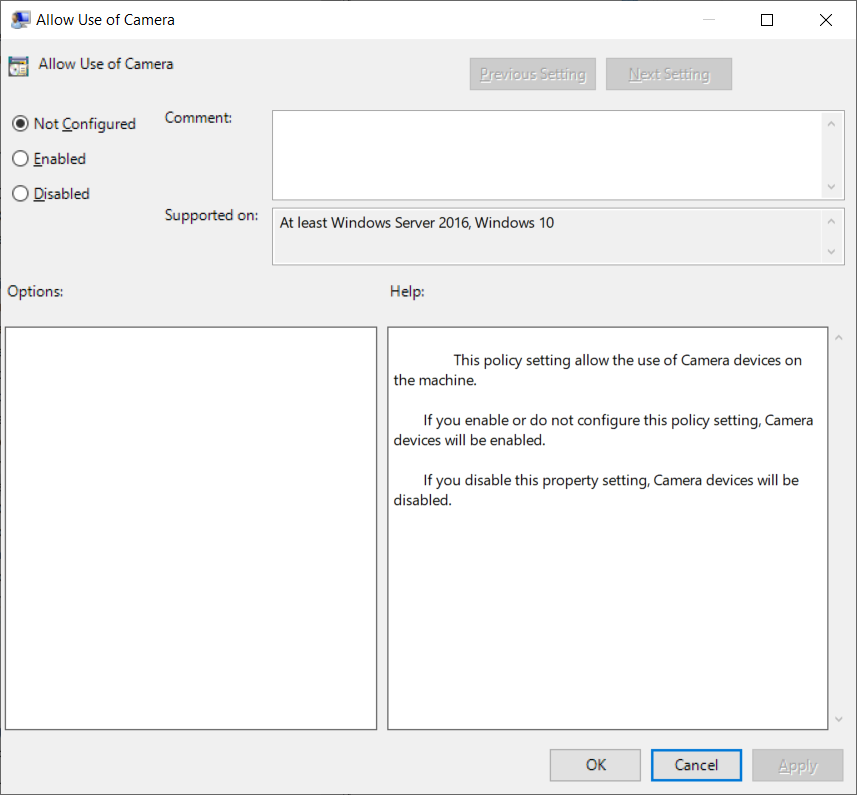 Allow Use of Camera
Allow Use of Camera
Previous Setting
Next Setting
Not Configured
Comment:
Enabled
Disabled
Supported on:
At least Windows Server 2016, Windows 10
Options:
Help:
This policy setting allow the use of Camera devices on
the machine.
If you enable or do not configure this policy setting, Camera
devices will be enabled.
If you disable this property setting, Camera devices will be
disabled.
OK
Cancel
Apply